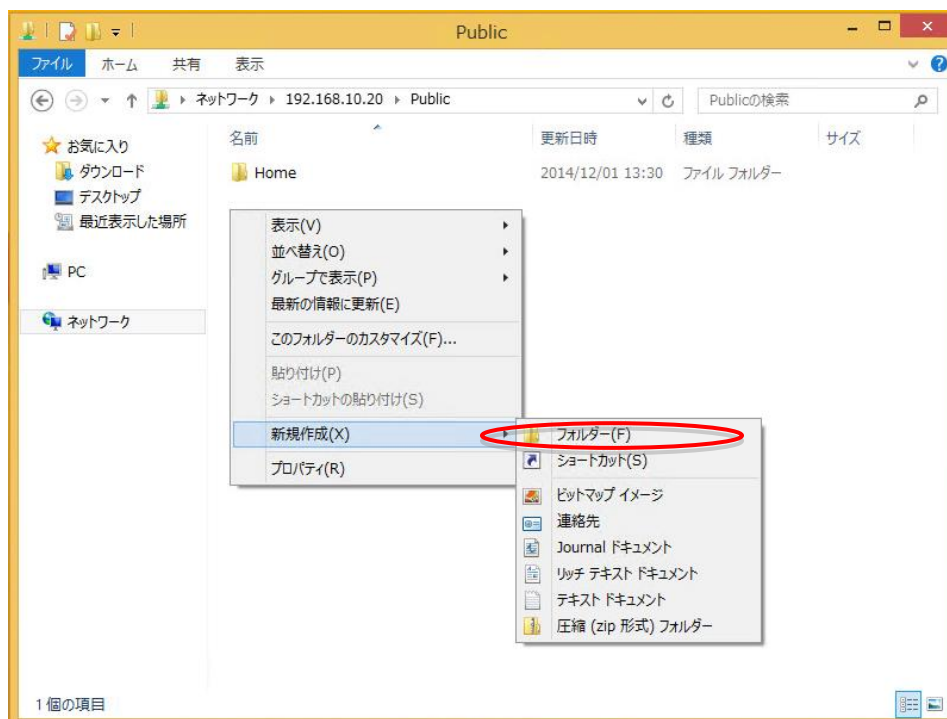 Public
ファイル ホーム 共有 表示
ネットワーク 192.168.10.20 Public Publicの検索
お気に入り
ダウンロード
デスクトップ
最近表示した場所
PC
ネットワーク
名前 更新日時 種類 サイズ
Home 2014/12/01 13:30 ファイル フォルダー
表示(V)
並べ替え(O)
グループで表示(P)
最新の情報に更新(E)
このフォルダーのカスタマイズ(F)...
貼り付け(P)
ショートカットの貼り付け(S)
新規作成(X)
プロパティ(R)
フォルダー(F)
ショートカット(S)
ビットマップ イメージ
連絡先
Journal ドキュメント
リッチ テキスト ドキュメント
テキスト ドキュメント
圧縮 (zip 形式) フォルダー
1 個の項目